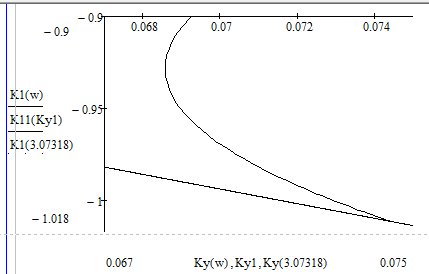 − 0.9
− 0.9
0.068
0.07
0.072
0.074
K1(w)
K11(Ky1)
K1(3.07318)
− 0.95
− 1
− 1.018
0.067
Ky(w) ,Ky1 ,Ky(3.07318)
0.075